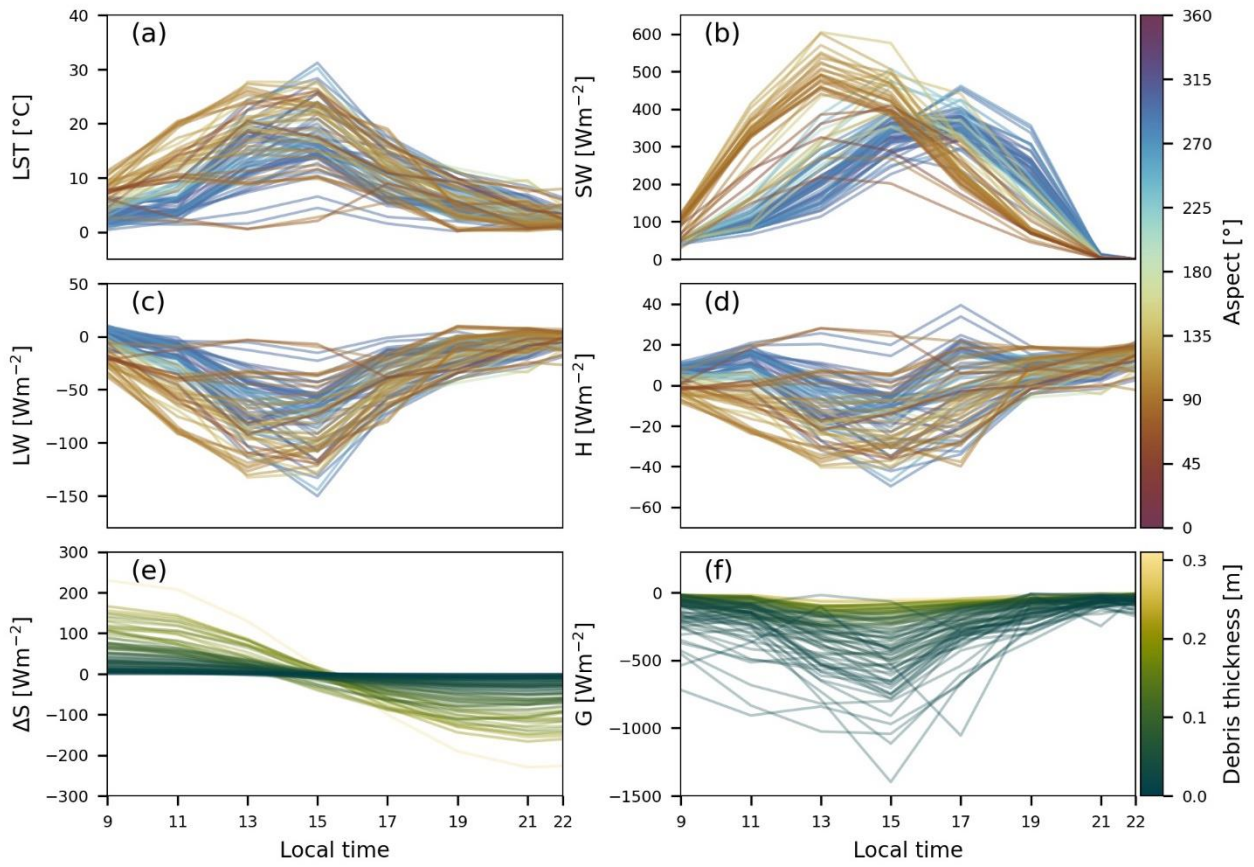 (a)
LST [°C]
40
30
20
10
0
(b)
SW [Wm−2]
600
500
400
300
200
100
0
(c)
LW [Wm−2]
50
0
−50
−100
−150
(d)
H [Wm−2]
40
20
0
−20
−40
−60
360
315
270
225
180
135
90
45
0
Aspect [°]
(e)
ΔS [Wm−2]
300
200
100
0
−100
−200
−300
9 11 13 15 17 19 21 22
Local time
(f)
G [Wm−2]
0
−500
−1000
−1500
9 11 13 15 17 19 21 22
Local time
0.3
0.2
0.1
0.0
Debris thickness [m]